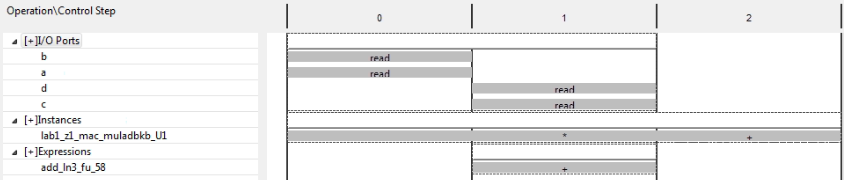 Operation\Control Step 0 1 2
[+]I/O Ports
b read
a read
d read
c read
[+]Instances
lab1_z1_mac_muladbkb_U1 * +
[+]Expressions
add_ln3_fu_58 +